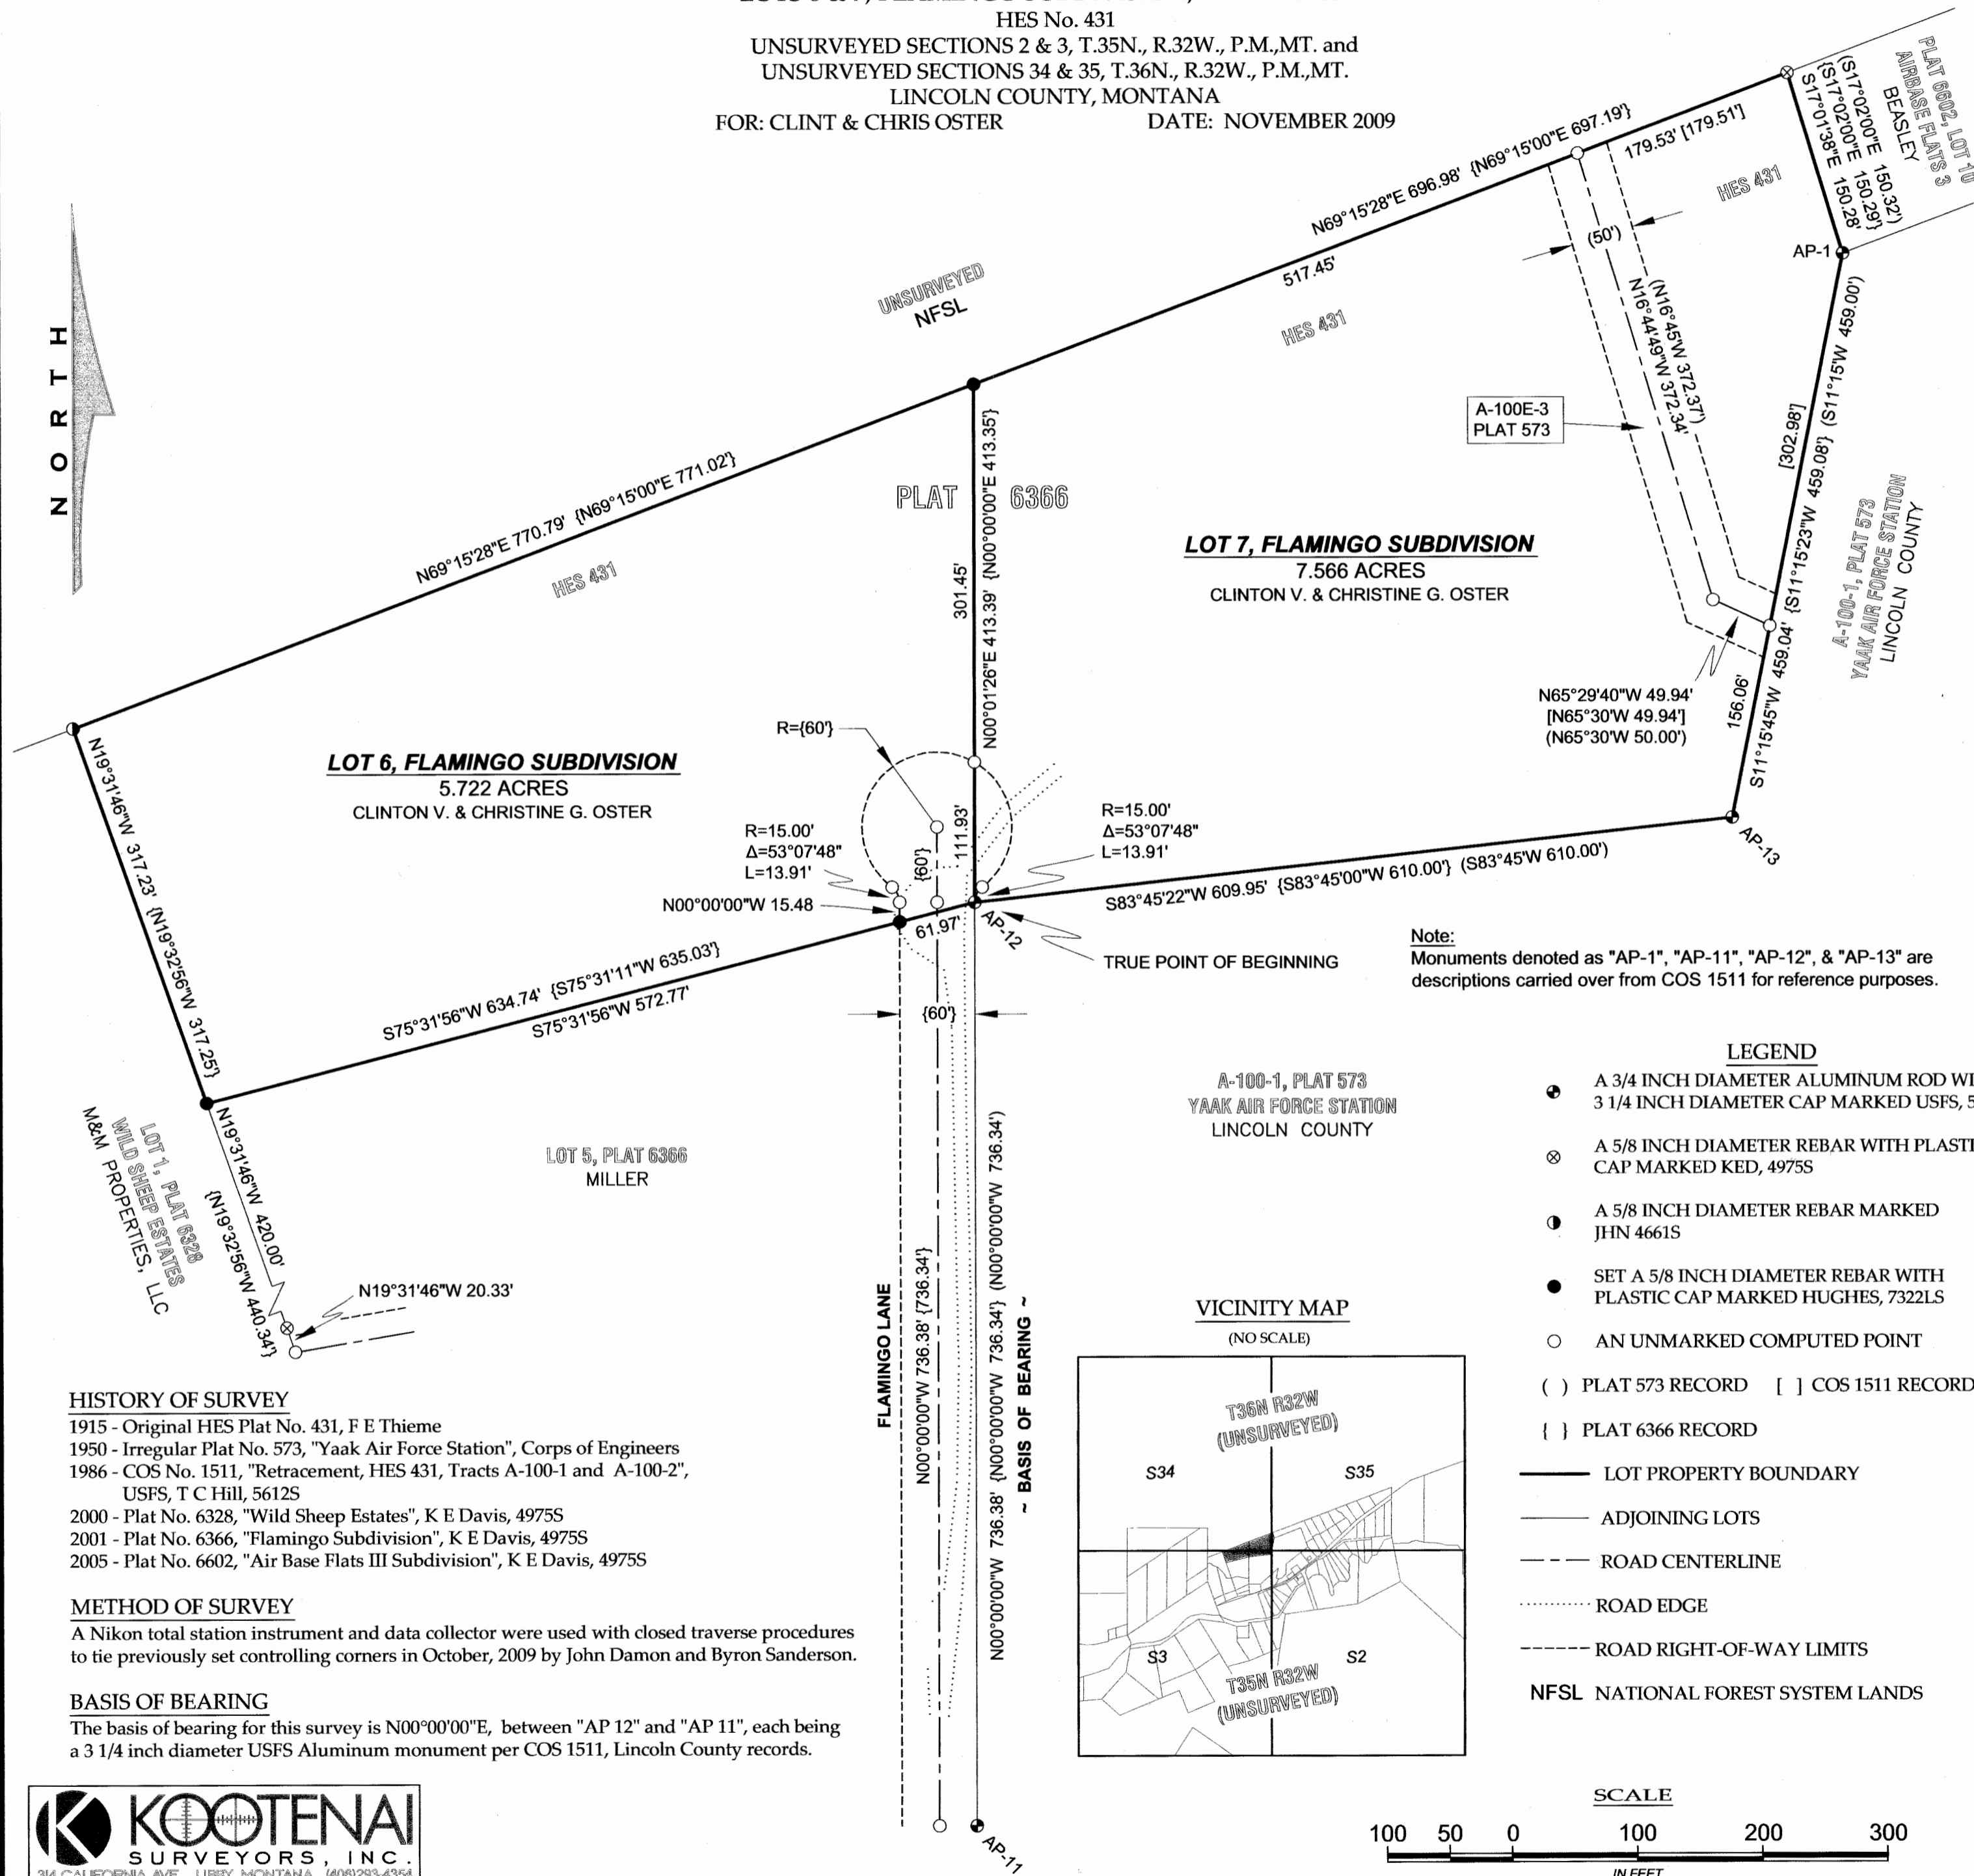 HES No. 431
UNSURVEYED SECTIONS 2 & 3, T.35N., R.32W., P.M.,MT. and
UNSURVEYED SECTIONS 34 & 35, T.36N., R.32W., P.M.,MT.
LINCOLN COUNTY, MONTANA
FOR: CLINT & CHRIS OSTER DATE: NOVEMBER 2009
NORTH
PLAT 6602, LOT 10
AIRBASE FLATS 3
BEASLEY
(S17°02'00"E 150.32')
{S17°02'00"E 150.29'}
S17°01'38"E 150.28'
N69°15'28"E 696.98' {N69°15'00"E 697.19'}
179.53' [179.51']
HES 431
(50')
AP-1
517.45'
UNSURVEYED
NFSL
HES 431
(N16°45'W 372.37')
N16°44'49"W 372.34'
A-100E-3
PLAT 573
[302.98']
S11°15'45"W 459.04' {S11°15'23"W 459.08'} (S11°15'W 459.00')
A-100-1, PLAT 573
YAAK AIR FORCE STATION
LINCOLN COUNTY
N69°15'28"E 770.79' {N69°15'00"E 771.02'}
HES 431
PLAT 6366
301.45'
N00°01'26"E 413.39' {N00°00'00"E 413.35'}
LOT 7, FLAMINGO SUBDIVISION
7.566 ACRES
CLINTON V. & CHRISTINE G. OSTER
N65°29'40"W 49.94'
[N65°30'W 49.94']
(N65°30'W 50.00')
156.06'
AP-13
R={60'}
LOT 6, FLAMINGO SUBDIVISION
5.722 ACRES
CLINTON V. & CHRISTINE G. OSTER
N19°31'46"W 317.23' {N19°32'56"W 317.25'}
R=15.00'
Δ=53°07'48"
L=13.91'
{60'}
111.93'
R=15.00'
Δ=53°07'48"
L=13.91'
N00°00'00"W 15.48
61.97'
AP-12
S83°45'22"W 609.95' {S83°45'00"W 610.00'} (S83°45'W 610.00')
TRUE POINT OF BEGINNING
Note:
Monuments denoted as "AP-1", "AP-11", "AP-12", & "AP-13" are
descriptions carried over from COS 1511 for reference purposes.
S75°31'56"W 634.74' {S75°31'11"W 635.03'}
S75°31'56"W 572.77'
{60'}
LOT 1, PLAT 6328
WILD SHEEP ESTATES
M&M PROPERTIES, LLC
N19°31'46"W 420.00'
{N19°32'56"W 440.34'}
N19°31'46"W 20.33'
LOT 5, PLAT 6366
MILLER
FLAMINGO LANE
N00°00'00"W 736.38' {736.34'}
N00°00'00"W 736.38' {N00°00'00"W 736.34'} (N00°00'00"W 736.34')
~ BASIS OF BEARING ~
A-100-1, PLAT 573
YAAK AIR FORCE STATION
LINCOLN COUNTY
AP-11
LEGEND
A 3/4 INCH DIAMETER ALUMINUM ROD
3 1/4 INCH DIAMETER CAP MARKED USFS,
A 5/8 INCH DIAMETER REBAR WITH
CAP MARKED KED, 4975S
A 5/8 INCH DIAMETER REBAR MARKED
JHN 4661S
SET A 5/8 INCH DIAMETER REBAR WITH
PLASTIC CAP MARKED HUGHES, 7322LS
AN UNMARKED COMPUTED POINT
( ) PLAT 573 RECORD [ ] COS 1511 RECORD
{ } PLAT 6366 RECORD
LOT PROPERTY BOUNDARY
ADJOINING LOTS
ROAD CENTERLINE
ROAD EDGE
ROAD RIGHT-OF-WAY LIMITS
NFSL NATIONAL FOREST SYSTEM LANDS
VICINITY MAP
(NO SCALE)
T36N R32W
(UNSURVEYED)
S34 S35
S3 S2
T35N R32W
(UNSURVEYED)
HISTORY OF SURVEY
1915 - Original HES Plat No. 431, F E Thieme
1950 - Irregular Plat No. 573, "Yaak Air Force Station", Corps of Engineers
1986 - COS No. 1511, "Retracement, HES 431, Tracts A-100-1 and A-100-2",
USFS, T C Hill, 5612S
2000 - Plat No. 6328, "Wild Sheep Estates", K E Davis, 4975S
2001 - Plat No. 6366, "Flamingo Subdivision", K E Davis, 4975S
2005 - Plat No. 6602, "Air Base Flats III Subdivision", K E Davis, 4975S
METHOD OF SURVEY
A Nikon total station instrument and data collector were used with closed traverse procedures
to tie previously set controlling corners in October, 2009 by John Damon and Byron Sanderson.
BASIS OF BEARING
The basis of bearing for this survey is N00°00'00"E, between "AP 12" and "AP 11", each being
a 3 1/4 inch diameter USFS Aluminum monument per COS 1511, Lincoln County records.
K KOOTENAI
SURVEYORS, INC.
314 CALIFORNIA AVE. LIBBY, MONTANA (406)293-4354
SCALE
100 50 0 100 200 300
IN FEET